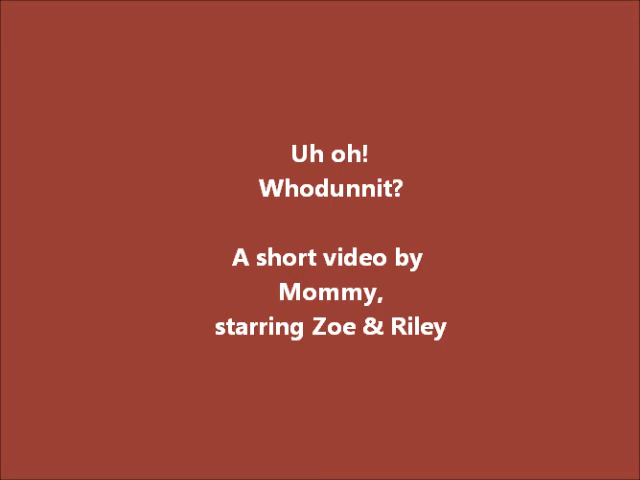 Uh oh!
Whodunnit?
A short video by
Mommy,
starring Zoe & Riley